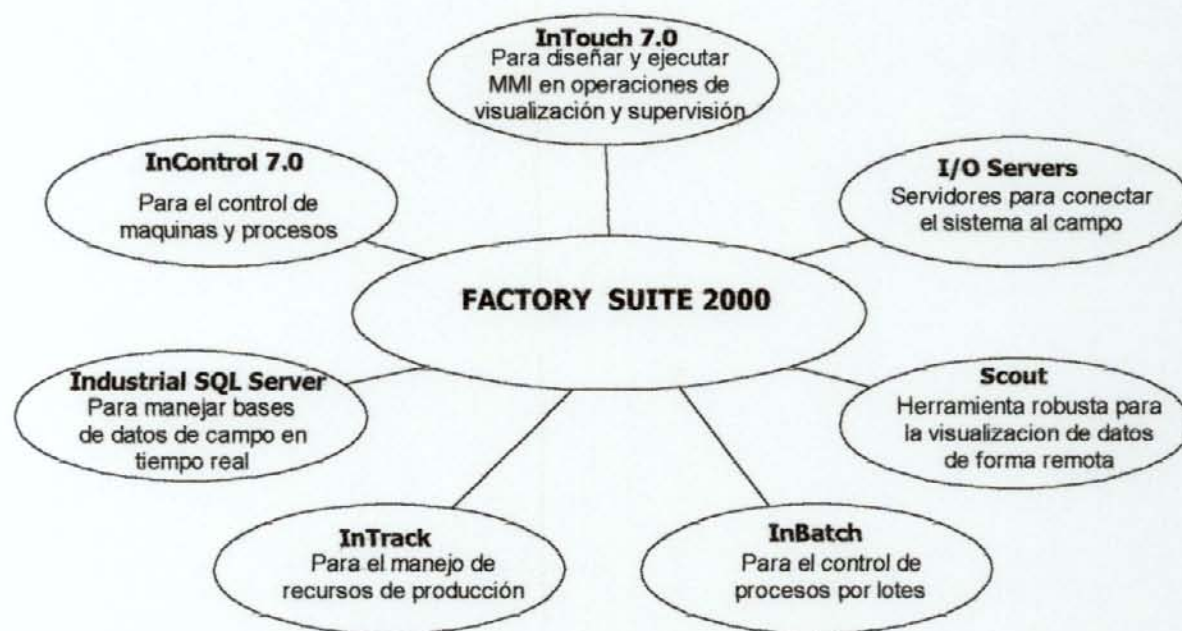 InTouch 7.0
Para diseñar y ejecutar
MMI en operaciones de
visualización y supervisión
InControl 7.0
Para el control de
maquinas y procesos
I/O Servers
Servidores para conectar
el sistema al campo
FACTORY SUITE 2000
Industrial SQL Server
Para manejar bases
de datos de campo en
tiempo real
Scout
Herramienta robusta para
la visualizacion de datos
de forma remota
InTrack
Para el manejo de
recursos de producción
InBatch
Para el control de
procesos por lotes